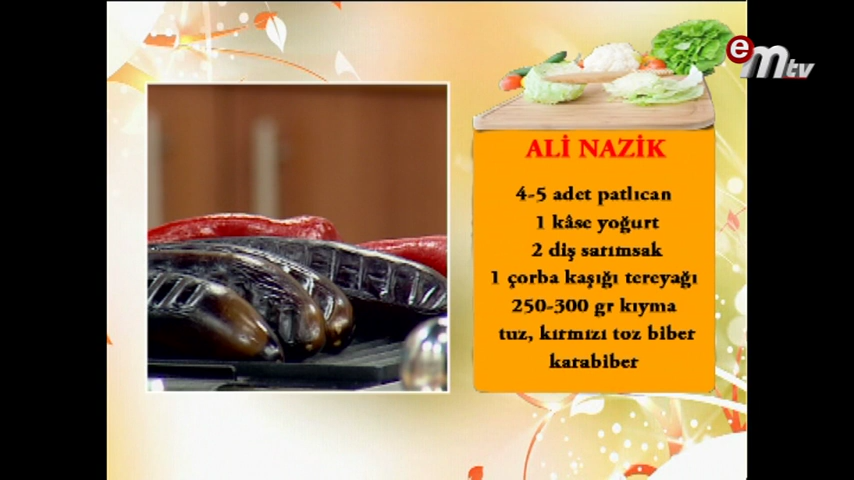 emtv
ALİ NAZİK
4-5 adet patlıcan
1 kâse yoğurt
2 diş sarımsak
1 çorba kaşığı tereyağı
250-300 gr kıyma
tuz, kırmızı toz biber
karabiber